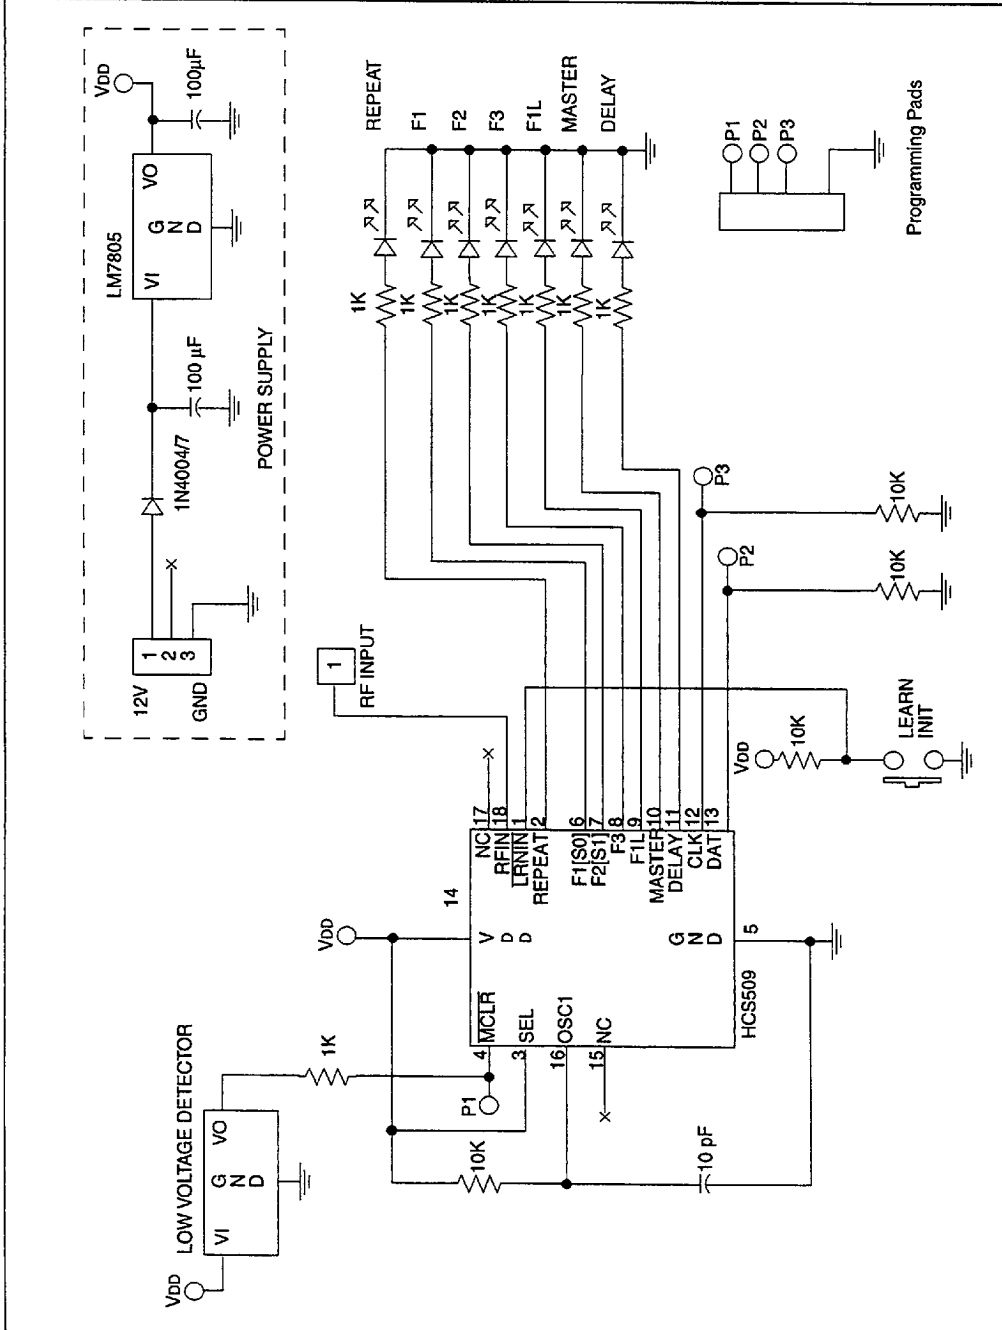 12V
GND
1
2
3
1N4004/7
100 µF
LM7805
VI
GND
VO
VDD
100µF
POWER SUPPLY
LOW VOLTAGE DETECTOR
VDD
VI
GND
VO
1K
P1
VDD
10K
10 pF
4
3
16
15
MCLR
SEL
OSC1
NC
14
VDD
GND
5
HCS509
NC 17
RFIN 18
LRNIN 1
REPEAT 2
F1[S0] 6
F2[S1] 7
F3 8
F1L 9
MASTER 10
DELAY 11
CLK 12
DAT 13
1
RF INPUT
VDD
10K
LEARN
INIT
P2
P3
10K
10K
1K
1K
1K
1K
1K
1K
1K
REPEAT
F1
F2
F3
F1L
MASTER
DELAY
P1
P2
P3
Programming Pads